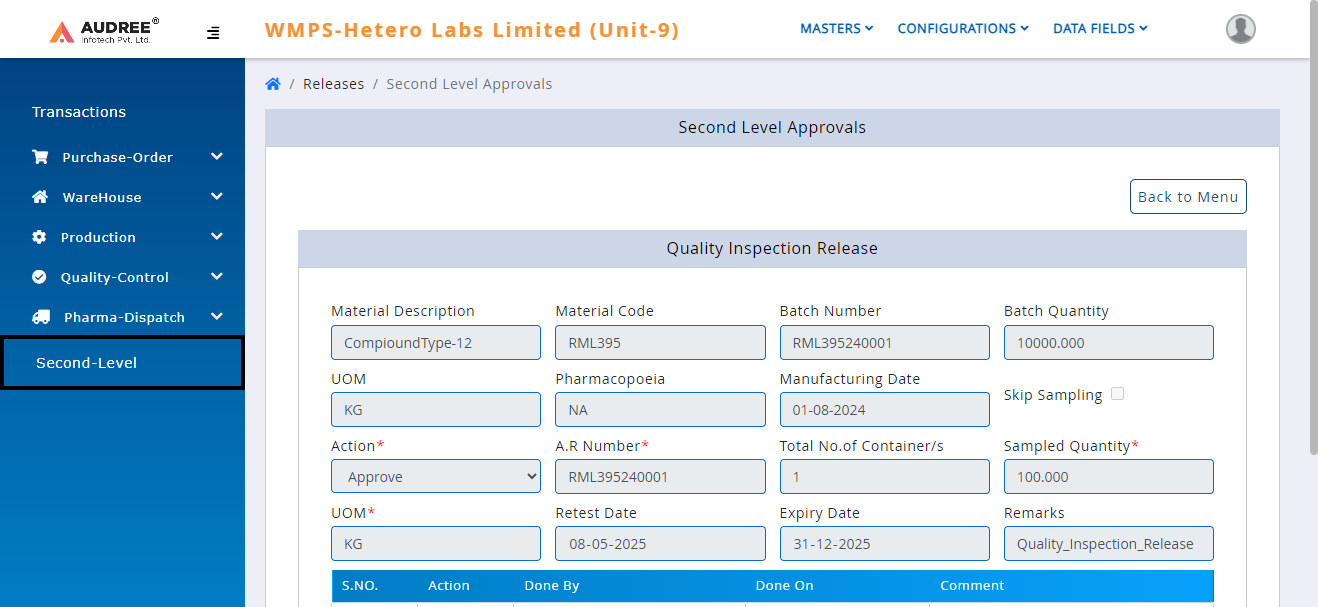 AUDREE®
Infotech Pvt. Ltd.
WMPS-Hetero Labs Limited (Unit-9)
MASTERS CONFIGURATIONS DATA FIELDS
/ Releases / Second Level Approvals
Transactions
Purchase-Order
WareHouse
Production
Quality-Control
Pharma-Dispatch
Second-Level
Second Level Approvals
Back to Menu
Quality Inspection Release
Material Description Material Code Batch Number Batch Quantity
CompioundType-12 RML395 RML395240001 10000.000
UOM Pharmacopoeia Manufacturing Date Skip Sampling
KG NA 01-08-2024
Action* A.R Number* Total No.of Container/s Sampled Quantity*
Approve RML395240001 1 100.000
UOM* Retest Date Expiry Date Remarks
KG 08-05-2025 31-12-2025 Quality_Inspection_Release
S.NO. Action Done By Done On Comment